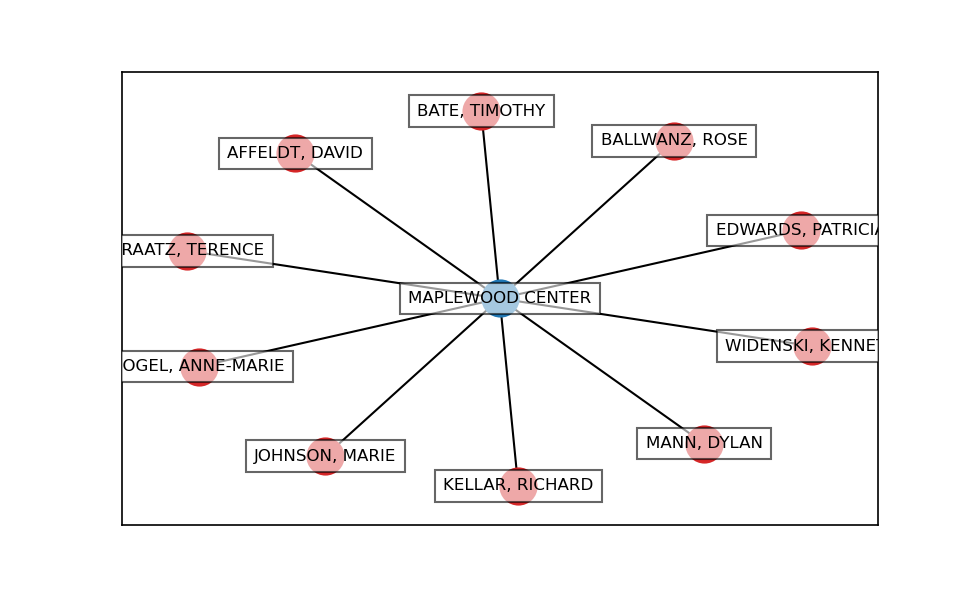 BATE, TIMOTHY
BALLWANZ, ROSE
AFFELDT, DAVID
EDWARDS, PATRICIA
RAATZ, TERENCE
MAPLEWOOD CENTER
WIDENSKI, KENNE
OGEL, ANNE-MARIE
MANN, DYLAN
JOHNSON, MARIE
KELLAR, RICHARD